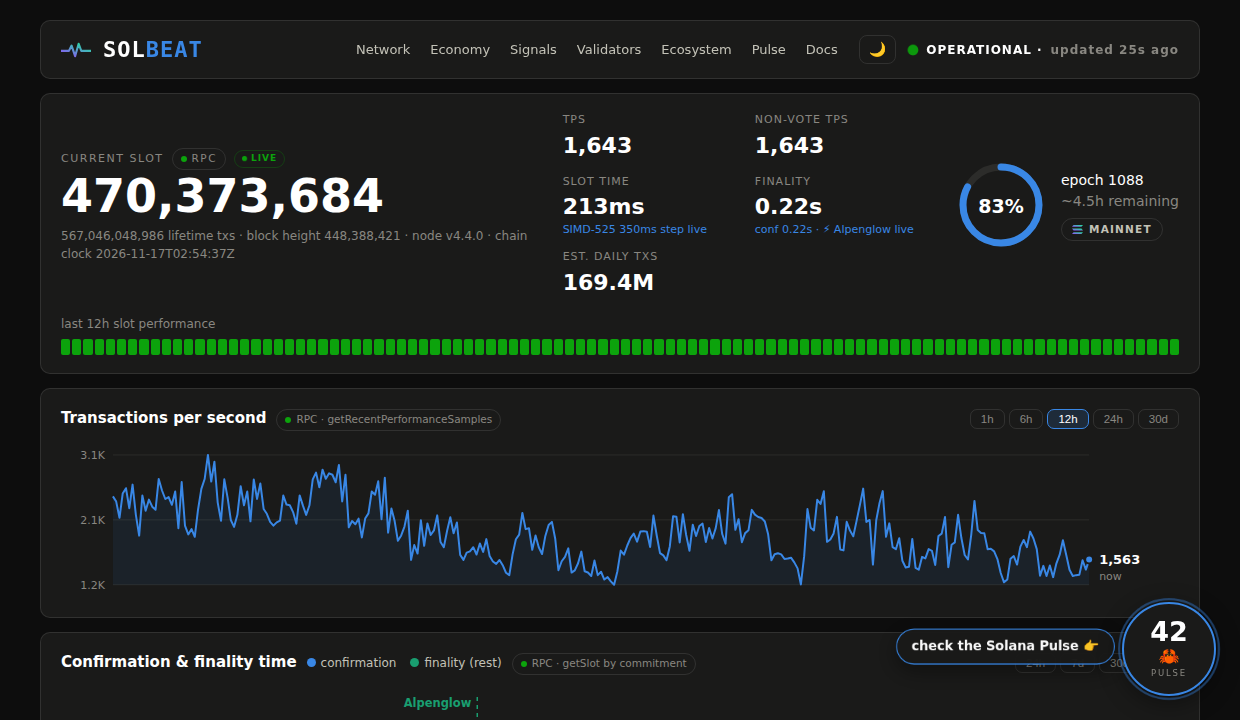 SOLBEAT
Network Economy Signals Validators Ecosystem Pulse Docs
OPERATIONAL · updated 25s ago
CURRENT SLOT RPC LIVE
470,373,684
567,046,048,986 lifetime txs · block height 448,388,421 · node v4.4.0 · chain
clock 2026-11-17T02:54:37Z
TPS
1,643
NON-VOTE TPS
1,643
SLOT TIME
213ms
SIMD-525 350ms step live
FINALITY
0.22s
conf 0.22s · ⚡ Alpenglow live
EST. DAILY TXS
169.4M
83%
epoch 1088
~4.5h remaining
MAINNET
last 12h slot performance
Transactions per second RPC · getRecentPerformanceSamples
1h 6h 12h 24h 30d
3.1K
2.1K
1.2K
1,563
now
Confirmation & finality time confirmation finality (rest) RPC · getSlot by commitment
24h 7d 30
check the Solana Pulse 👉
42
🦀
PULSE
Alpenglow